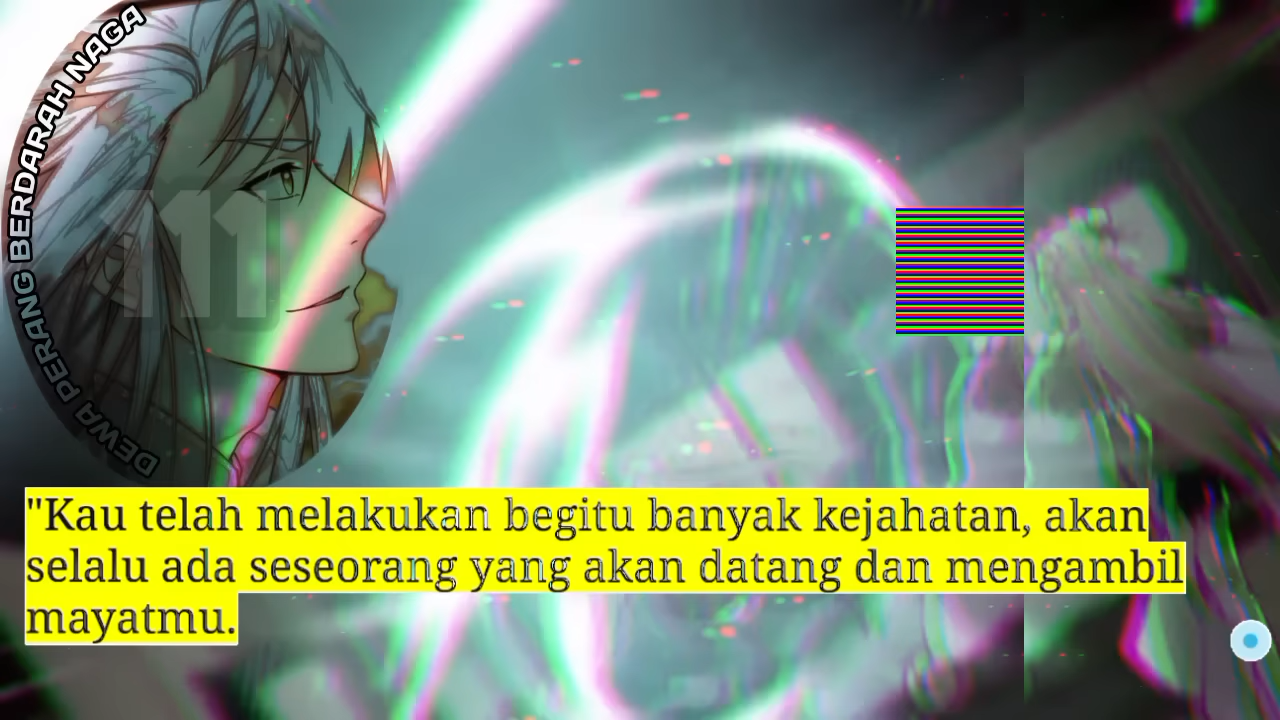 DEWA PERANG BERDARAH NAGA
111
"Kau telah melakukan begitu banyak kejahatan, akan
selalu ada seseorang yang akan datang dan mengambil
mayatmu.